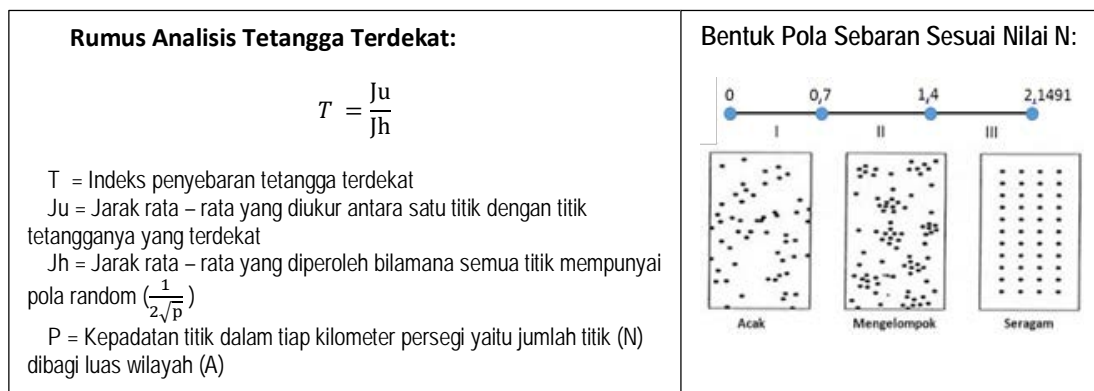 Rumus Analisis Tetangga Terdekat:
T = Ju/Jh
T = Indeks penyebaran tetangga terdekat
Ju = Jarak rata – rata yang diukur antara satu titik dengan titik
tetangganya yang terdekat
Jh = Jarak rata – rata yang diperoleh bilamana semua titik mempunyai
pola random (1/2√p)
P = Kepadatan titik dalam tiap kilometer persegi yaitu jumlah titik (N)
dibagi luas wilayah (A)
Bentuk Pola Sebaran Sesuai Nilai N:
0 0,7 1,4 2,1491
I II III
Acak Mengelompok Seragam